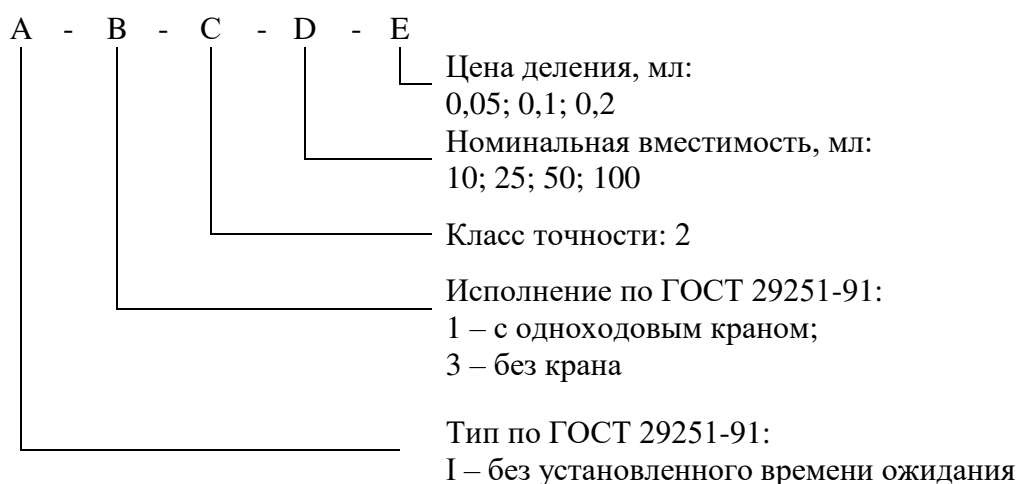 A - B - C - D - E
Цена деления, мл:
0,05; 0,1; 0,2
Номинальная вместимость, мл:
10; 25; 50; 100
Класс точности: 2
Исполнение по ГОСТ 29251-91:
1 – с одноходовым краном;
3 – без крана
Тип по ГОСТ 29251-91:
I – без установленного времени ожидания